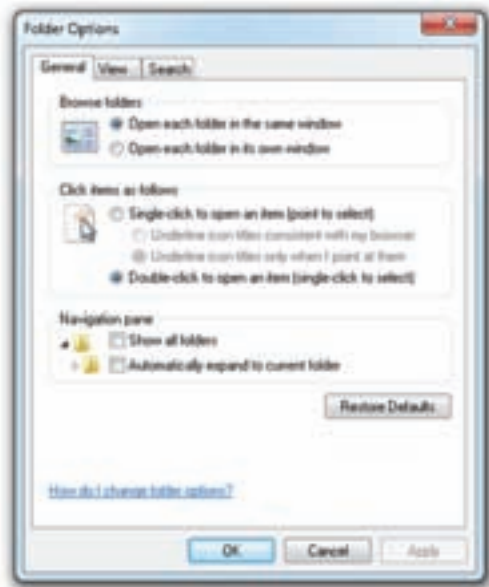 Folder Options
General View Search
Browse folders
Open each folder in the same window
Open each folder in its own window
Click items as follows
Single-click to open an item (point to select)
Underline icon titles consistent with my browser
Underline icon titles only when I point at them
Double-click to open an item (single-click to select)
Navigation pane
Show all folders
Automatically expand to current folder
Restore Defaults
How do I change folder options?
OK Cancel Apply